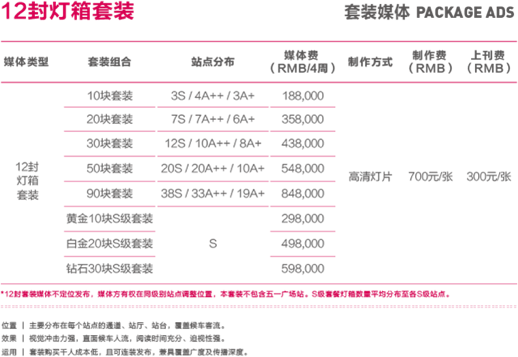 12封灯箱套装
套装媒体 PACKAGE ADS
媒体类型 套装组合 站点分布 媒体费（RMB/4周） 制作方式 制作费（RMB） 上刊费（RMB）
12封灯箱套装
10块套装 3S / 4A++ / 3A+ 188,000
20块套装 7S / 7A++ / 6A+ 358,000
30块套装 12S / 10A++ / 8A+ 438,000
50块套装 20S / 20A++ / 10A+ 548,000
90块套装 38S / 33A++ / 19A+ 848,000
高清灯片 700元/张 300元/张
黄金10块S级套装 298,000
白金20块S级套装 S 498,000
钻石30块S级套装 598,000
*12封套装媒体不定位发布，媒体方有权在同级别站点调整位置，本套装不包含五一广场站。S级套餐灯箱数量平均分布至各S级站点。
位置 | 主要分布在每个站点的通道、站厅、站台，覆盖候车客流。
效果 | 视觉冲击力强，直面候车人流，阅读时间充分、迫视性强。
运用 | 套装购买千人成本低，且可连装发布，兼具覆盖广度及传播深度。